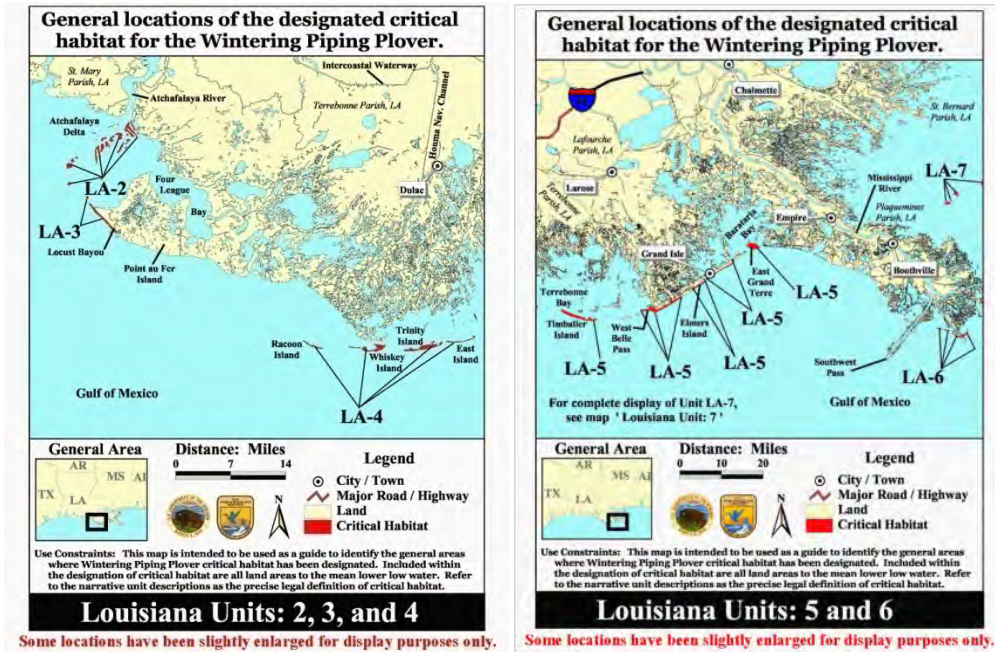 General locations of the designated critical
habitat for the Wintering Piping Plover.
St. Mary
Parish, LA
Intercoastal Waterway
Atchafalaya River
Terrebonne Parish, LA
Houma Nav. Channel
Atchafalaya
Delta
LA-2
Four
League
Bay
Dulac
LA-3
Locust Bayou
Point au Fer
Island
Racoon
Island
Trinity
Island
Whiskey
Island
East
Island
LA-4
Gulf of Mexico
General Area
AR
MS
TX
LA
Distance: Miles
0 7 14
N
Legend
City / Town
Major Road / Highway
Land
Critical Habitat
Use Constraints: This map is intended to be used as a guide to identify the general areas
where Wintering Piping Plover critical habitat has been designated. Included within
the designation of critical habitat are all land areas to the mean lower low water. Refer
to the narrative unit descriptions as the precise legal definition of critical habitat.
Louisiana Units: 2, 3, and 4
Some locations have been slightly enlarged for display purposes only.
General locations of the designated critical
habitat for the Wintering Piping Plover.
Chalmette
St. Bernard
Parish, LA
Lafourche
Parish, LA
LA-7
Larose
Mississippi
River
Terrebonne
Parish, LA
Plaquemines
Parish, LA
Empire
Barataria
Bay
Grand Isle
Boothville
East
Grand
Terre
LA-5
Terrebonne
Bay
Timbalier
Island
West
Belle
Pass
Elmers
Island
LA-5
LA-5
LA-5
LA-5
Southwest
Pass
LA-6
For complete display of Unit LA-7,
see map ' Louisiana Unit: 7 '
Gulf of Mexico
General Area
AR
MS
TX
LA
Distance: Miles
0 10 20
N
Legend
City / Town
Major Road / Highway
Land
Critical Habitat
Use Constraints: This map is intended to be used as a guide to identify the general areas
where Wintering Piping Plover critical habitat has been designated. Included within
the designation of critical habitat are all land areas to the mean lower low water. Refer
to the narrative unit descriptions as the precise legal definition of critical habitat.
Louisiana Units: 5 and 6
Some locations have been slightly enlarged for display purposes only.